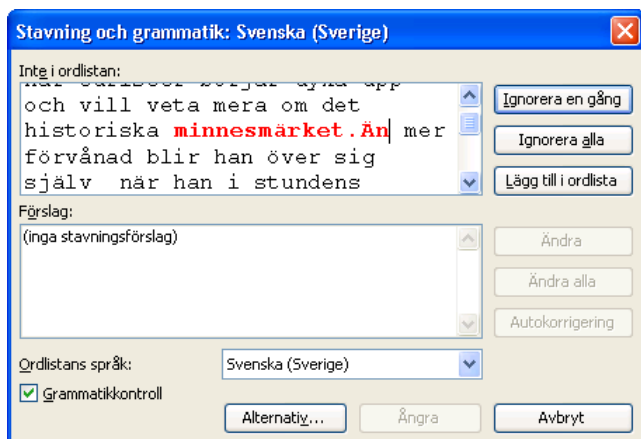 Stavning och grammatik: Svenska (Sverige)
Inte i ordlistan:
och vill veta mera om det
historiska minnesmärket.Än mer
förvånad blir han över sig
själv  när han i stundens
Ignorera en gång
Ignorera alla
Lägg till i ordlista
Förslag:
(inga stavningsförslag)
Ändra
Ändra alla
Autokorrigering
Ordlistans språk:
Svenska (Sverige)
Grammatikkontroll
Alternativ...
Ångra
Avbryt